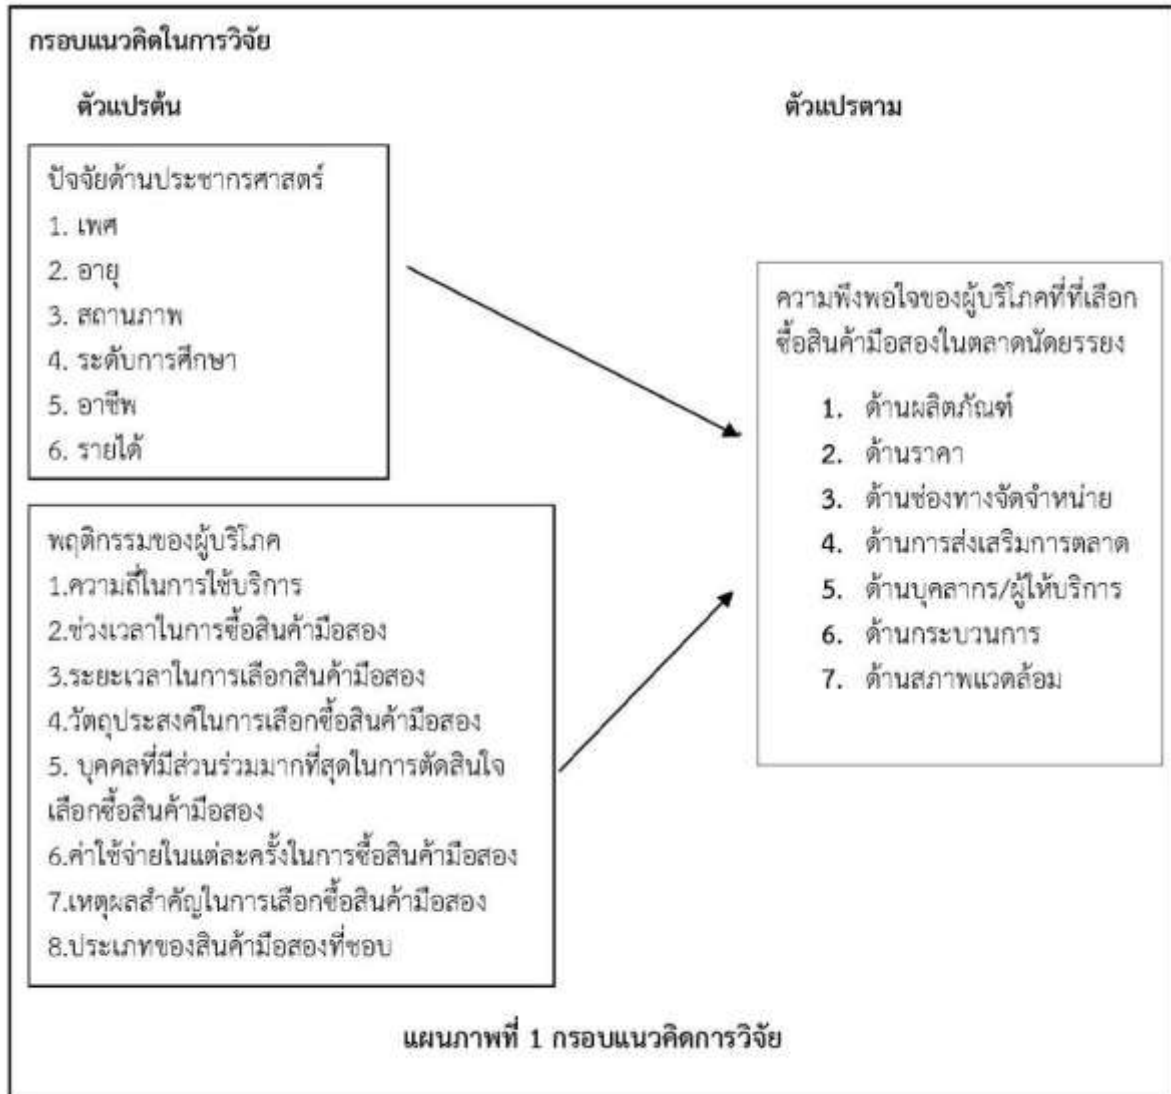 กรอบแนวคิดในการวิจัย
ตัวแปรต้น
ตัวแปรตาม
ปัจจัยด้านประชากรศาสตร์
1. เพศ
2. อายุ
3. สถานภาพ
4. ระดับการศึกษา
5. อาชีพ
6. รายได้
พฤติกรรมของผู้บริโภค
1.ความถี่ในการใช้บริการ
2.ช่วงเวลาในการซื้อสินค้ามือสอง
3.ระยะเวลาในการเลือกสินค้ามือสอง
4.วัตถุประสงค์ในการเลือกซื้อสินค้ามือสอง
5. บุคคลที่มีส่วนร่วมมากที่สุดในการตัดสินใจ
เลือกซื้อสินค้ามือสอง
6.ค่าใช้จ่ายในแต่ละครั้งในการซื้อสินค้ามือสอง
7.เหตุผลสำคัญในการเลือกซื้อสินค้ามือสอง
8.ประเภทของสินค้ามือสองที่ชอบ
ความพึงพอใจของผู้บริโภคที่ที่เลือก
ซื้อสินค้ามือสองในตลาดนัดยรรยง
1. ด้านผลิตภัณฑ์
2. ด้านราคา
3. ด้านช่องทางจัดจำหน่าย
4. ด้านการส่งเสริมการตลาด
5. ด้านบุคลากร/ผู้ให้บริการ
6. ด้านกระบวนการ
7. ด้านสภาพแวดล้อม
แผนภาพที่ 1 กรอบแนวคิดการวิจัย